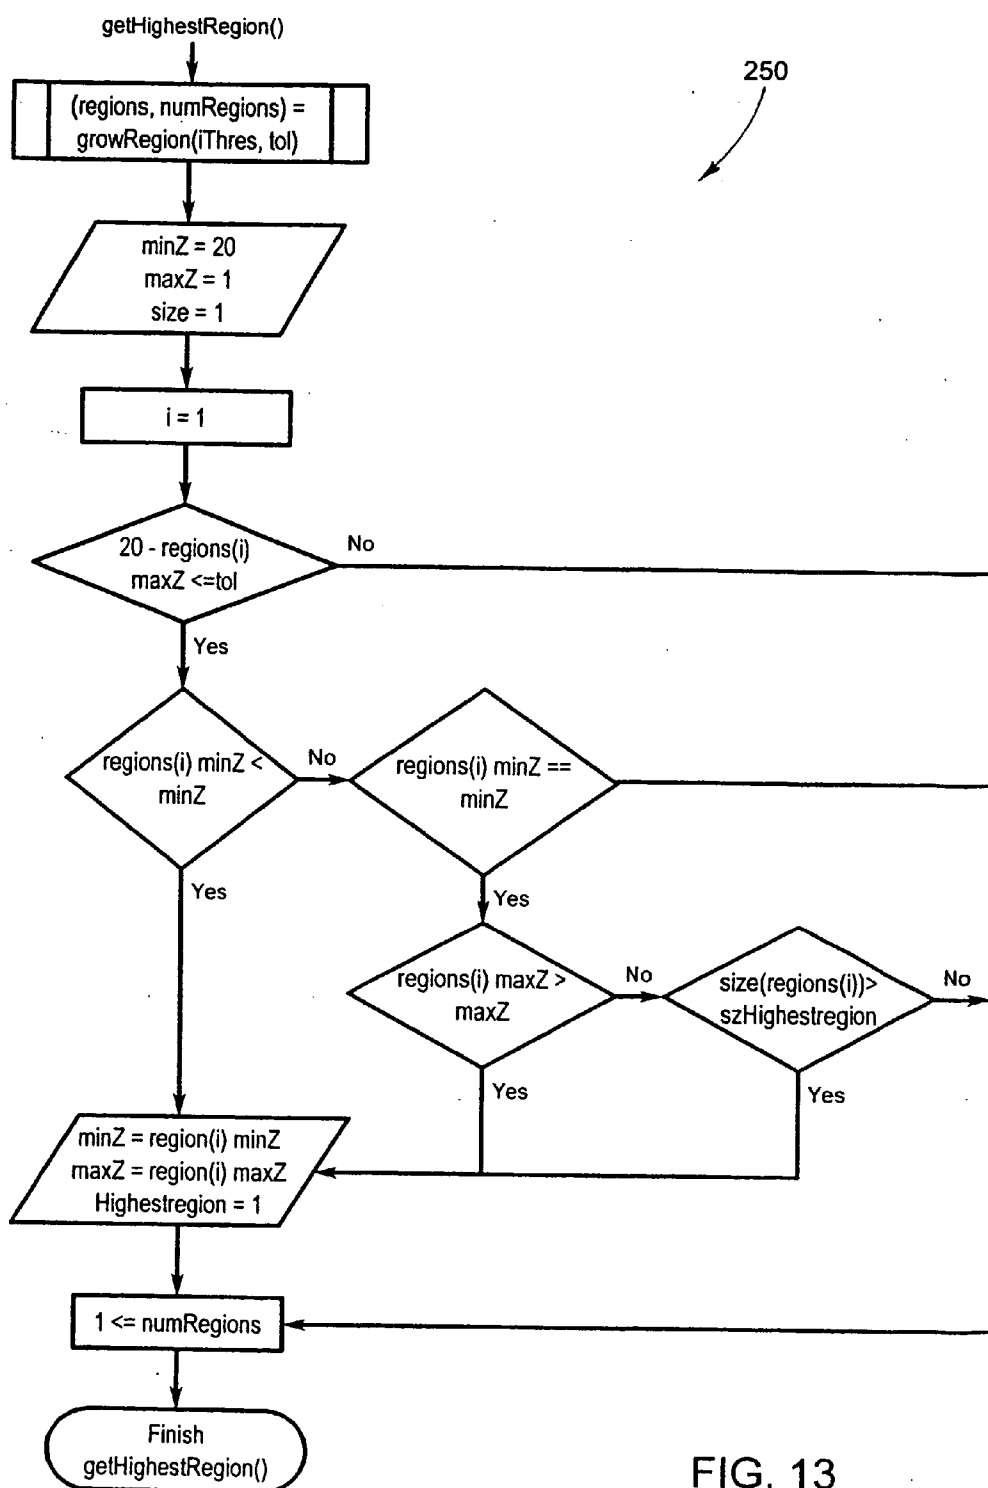 getHighestRegion()
250
(regions, numRegions) =
growRegion(iThres, tol)
minZ = 20
maxZ = 1
size = 1
i = 1
20 - regions(i)
maxZ <=tol
No
Yes
regions(i) minZ <
minZ
No
regions(i) minZ ==
minZ
Yes
Yes
regions(i) maxZ >
maxZ
No
size(regions(i))>
szHighestregion
No
Yes
Yes
minZ = region(i) minZ
maxZ = region(i) maxZ
Highestregion = 1
1 <= numRegions
Finish
getHighestRegion()
FIG. 13